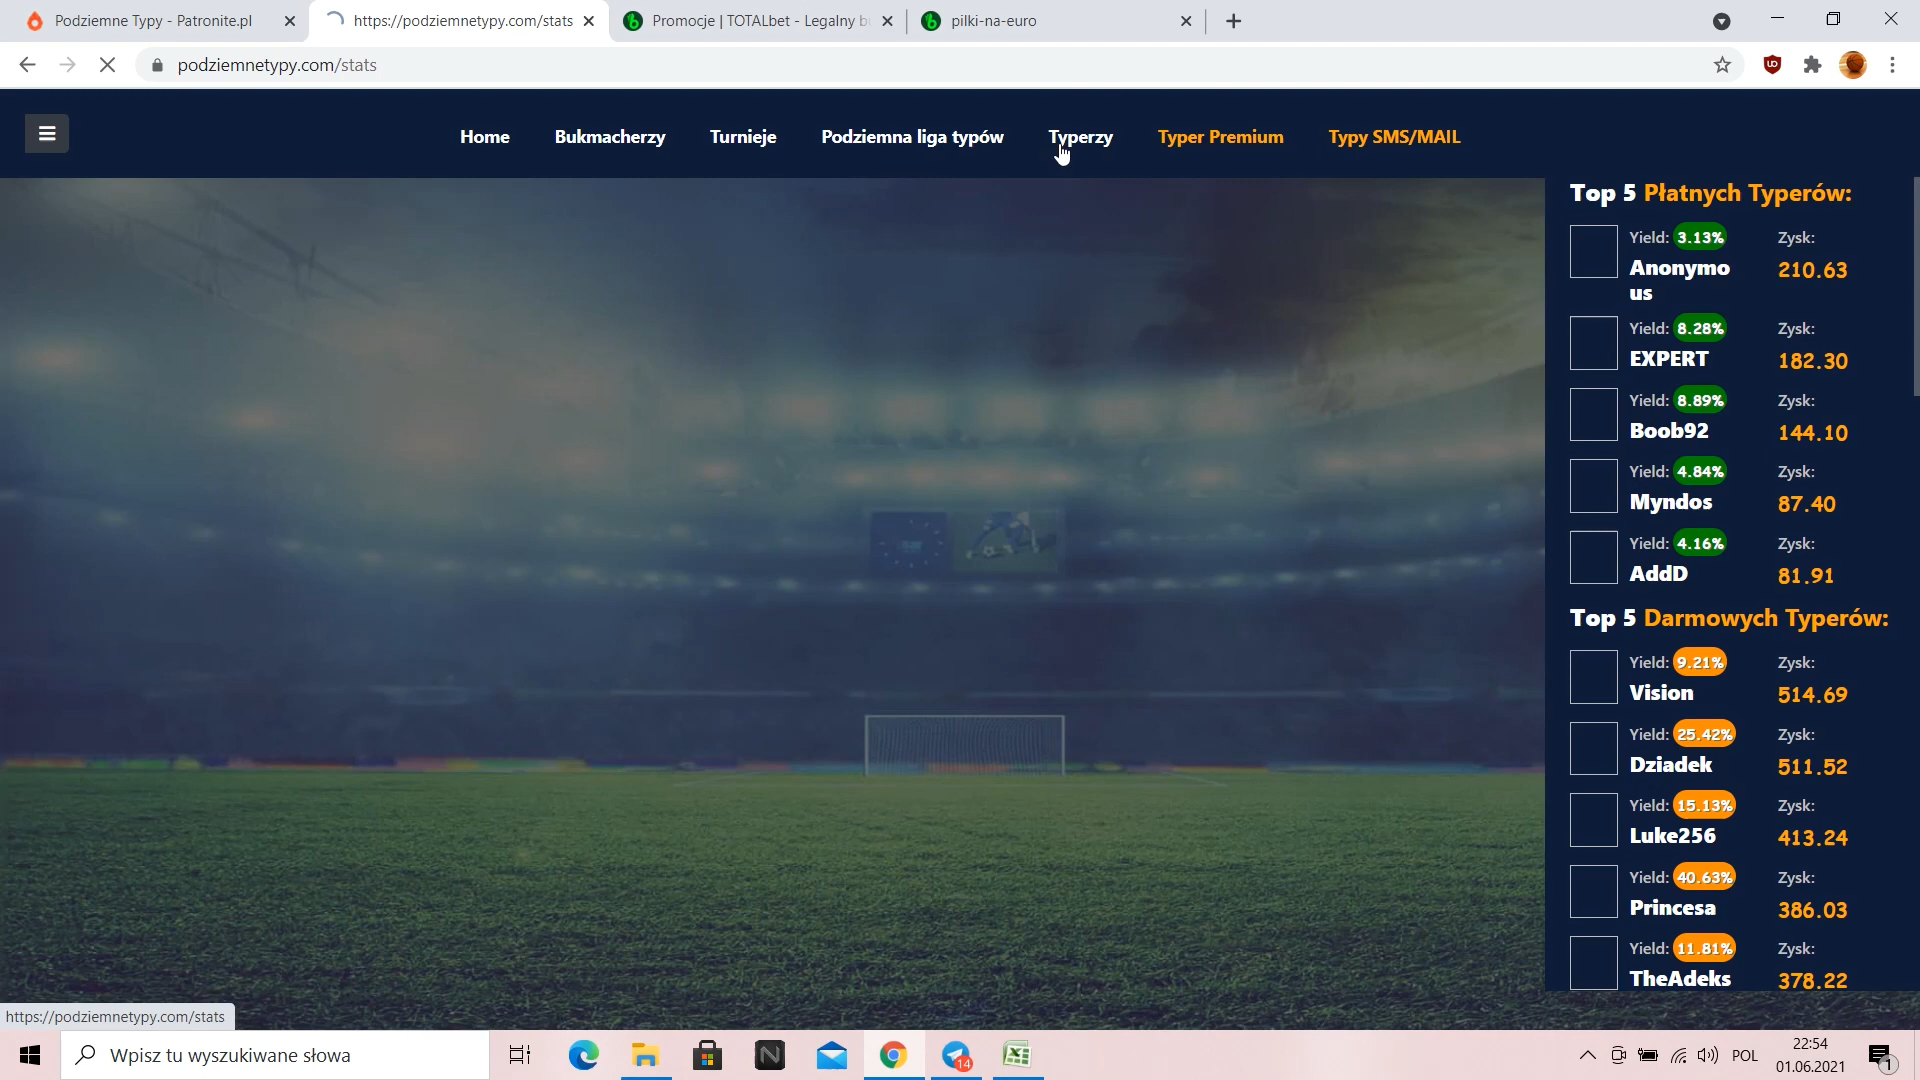 Podziemne Typy - Patronite.pl
https://podziemnetypy.com/stats
Promocje | TOTALbet - Legalny b
pilki-na-euro
podziemnetypy.com/stats
Home
Bukmacherzy
Turnieje
Podziemna liga typów
Typerzy
Typer Premium
Typy SMS/MAIL
Top 5 Płatnych Typerów:
Yield: 3.13% Zysk:
Anonymo 210.63
us
Yield: 8.28% Zysk:
EXPERT 182.30
Yield: 8.89% Zysk:
Boob92 144.10
Yield: 4.84% Zysk:
Myndos 87.40
Yield: 4.16% Zysk:
AddD 81.91
Top 5 Darmowych Typerów:
Yield: 9.21% Zysk:
Vision 514.69
Yield: 25.42% Zysk:
Dziadek 511.52
Yield: 15.13% Zysk:
Luke256 413.24
Yield: 40.63% Zysk:
Princesa 386.03
Yield: 11.81% Zysk:
TheAdeks 378.22
https://podziemnetypy.com/stats
Wpisz tu wyszukiwane słowa
14
POL
22:54
01.06.2021
1